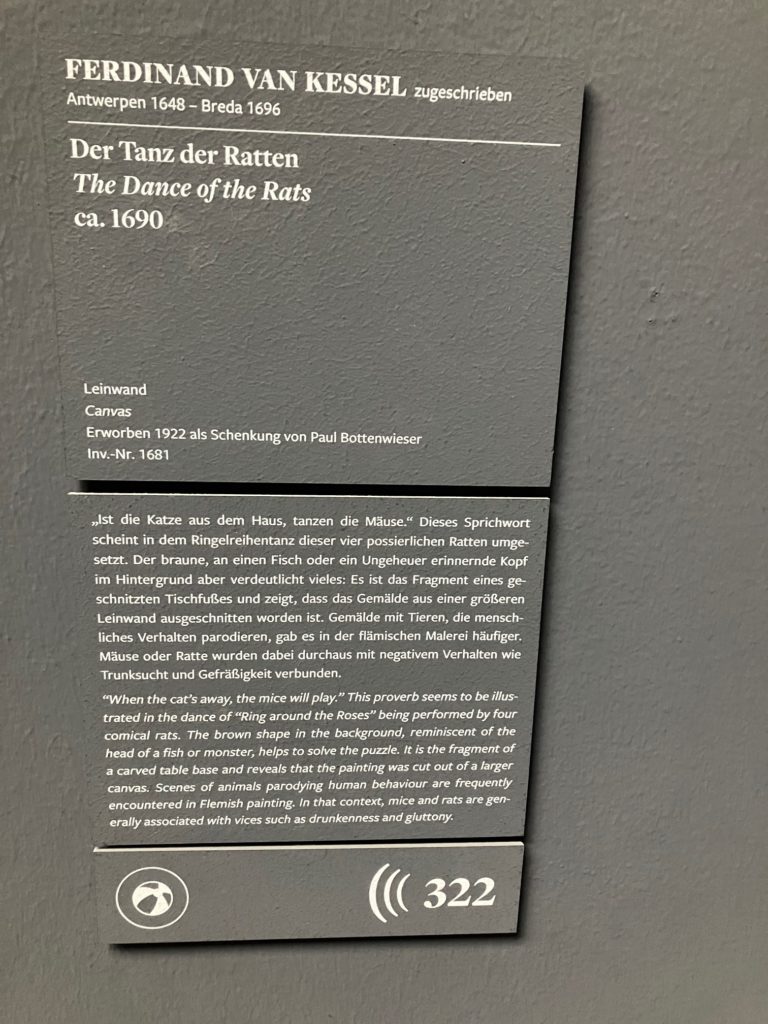 FERDINAND VAN KESSEL zugeschrieben
Antwerpen 1648 – Breda 1696
Der Tanz der Ratten
The Dance of the Rats
ca. 1690
Leinwand
Canvas
Erworben 1922 als Schenkung von Paul Bottenwieser
Inv.-Nr. 1681
„Ist die Katze aus dem Haus, tanzen die Mäuse.“ Dieses Sprichwort
scheint in dem Ringelreihentanz dieser vier possierlichen Ratten umge-
setzt. Der braune, an einen Fisch oder ein Ungeheuer erinnernde Kopf
im Hintergrund aber verdeutlicht vieles: Es ist das Fragment eines ge-
schnitzten Tischfußes und zeigt, dass das Gemälde aus einer größeren
Leinwand ausgeschnitten worden ist. Gemälde mit Tieren, die mensch-
liches Verhalten parodieren, gab es in der flämischen Malerei häufiger.
Mäuse oder Ratte wurden dabei durchaus mit negativem Verhalten wie
Trunksucht und Gefräßigkeit verbunden.
“When the cat’s away, the mice will play.” This proverb seems to be illus-
trated in the dance of “Ring around the Roses” being performed by four
comical rats. The brown shape in the background, reminiscent of the
head of a fish or monster, helps to solve the puzzle. It is the fragment of
a carved table base and reveals that the painting was cut out of a larger
canvas. Scenes of animals parodying human behaviour are frequently
encountered in Flemish painting. In that context, mice and rats are gen-
erally associated with vices such as drunkenness and gluttony.
322